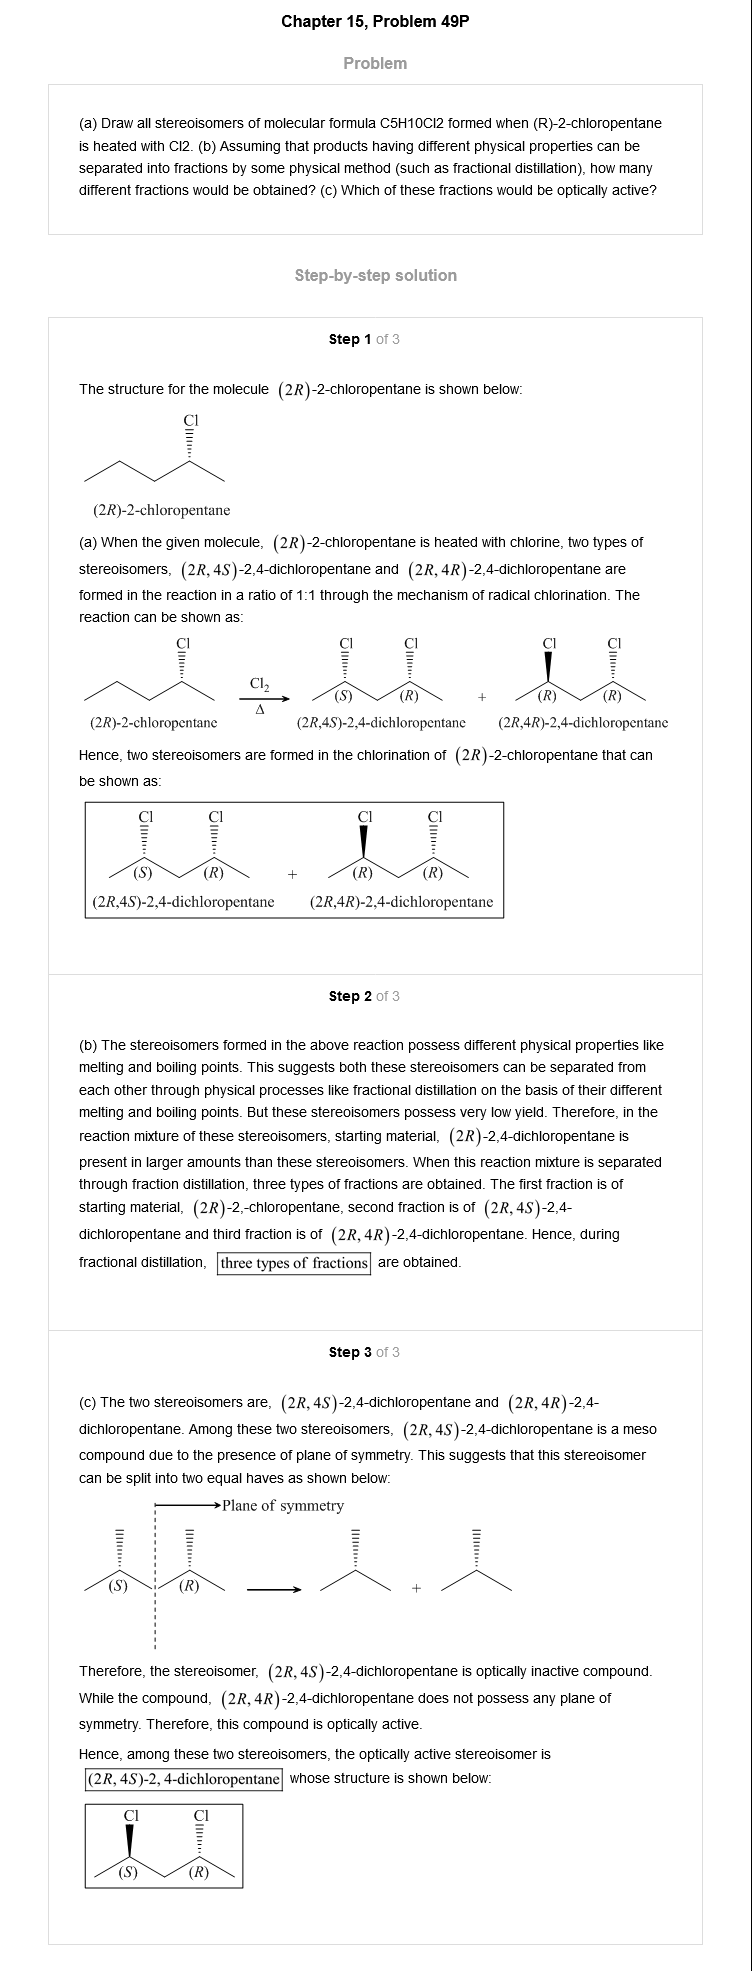 Chapter 15, Problem 49P
Problem
(a) Draw all stereoisomers of molecular formula C5H10Cl2 formed when (R)-2-chloropentane
is heated with Cl2. (b) Assuming that products having different physical properties can be
separated into fractions by some physical method (such as fractional distillation), how many
different fractions would be obtained? (c) Which of these fractions would be optically active?
Step-by-step solution
Step 1 of 3
The structure for the molecule (2R)-2-chloropentane is shown below:
Cl
(2R)-2-chloropentane
(a) When the given molecule, (2R)-2-chloropentane is heated with chlorine, two types of
stereoisomers, (2R, 4S)-2,4-dichloropentane and (2R, 4R)-2,4-dichloropentane are
formed in the reaction in a ratio of 1:1 through the mechanism of radical chlorination. The
reaction can be shown as:
Cl Cl Cl Cl Cl
Cl₂
Δ
(S) (R) + (R) (R)
(2R)-2-chloropentane (2R,4S)-2,4-dichloropentane (2R,4R)-2,4-dichloropentane
Hence, two stereoisomers are formed in the chlorination of (2R)-2-chloropentane that can
be shown as:
Cl Cl Cl Cl
(S) (R) + (R) (R)
(2R,4S)-2,4-dichloropentane (2R,4R)-2,4-dichloropentane
Step 2 of 3
(b) The stereoisomers formed in the above reaction possess different physical properties like
melting and boiling points. This suggests both these stereoisomers can be separated from
each other through physical processes like fractional distillation on the basis of their different
melting and boiling points. But these stereoisomers possess very low yield. Therefore, in the
reaction mixture of these stereoisomers, starting material, (2R)-2,4-dichloropentane is
present in larger amounts than these stereoisomers. When this reaction mixture is separated
through fraction distillation, three types of fractions are obtained. The first fraction is of
starting material, (2R)-2,-chloropentane, second fraction is of (2R, 4S)-2,4-
dichloropentane and third fraction is of (2R, 4R)-2,4-dichloropentane. Hence, during
fractional distillation, three types of fractions are obtained.
Step 3 of 3
(c) The two stereoisomers are, (2R, 4S)-2,4-dichloropentane and (2R, 4R)-2,4-
dichloropentane. Among these two stereoisomers, (2R, 4S)-2,4-dichloropentane is a meso
compound due to the presence of plane of symmetry. This suggests that this stereoisomer
can be split into two equal haves as shown below:
Plane of symmetry
(S) (R) +
Therefore, the stereoisomer, (2R, 4S)-2,4-dichloropentane is optically inactive compound.
While the compound, (2R, 4R)-2,4-dichloropentane does not possess any plane of
symmetry. Therefore, this compound is optically active.
Hence, among these two stereoisomers, the optically active stereoisomer is
(2R, 4S)-2, 4-dichloropentane whose structure is shown below:
Cl Cl
(S) (R)